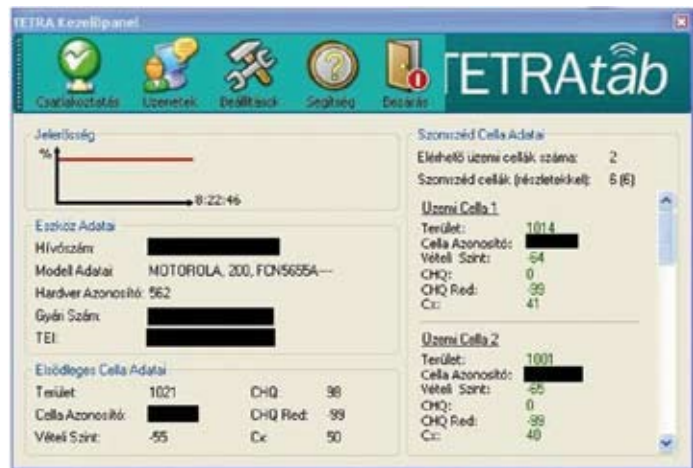 TETRA Kezelőpanel
Csatlakoztatás Üzenetek Beállítások Segítség Bezárás
TETRAtab
Jelerősség
%
8:22:46
Eszköz Adatai
Hívószám:
Modell Adatai MOTOROLA, 200, FCN5655A---
Hardver Azonosító: 562
Gyári Szám:
TEI:
Elsődleges Cella Adatai
Terület 1021 CHQ 98
Cella Azonosító: CHQ Red: -99
Vételi Szint: -55 Cx: 50
Szomszéd Cella Adatai
Elérhető üzemi cellák száma: 2
Szomszéd cellák (részletekkel): 6 (6)
Üzemi Cella 1
Terület: 1014
Cella Azonosító:
Vételi Szint: -64
CHQ: 0
CHQ Red: -99
Cx: 41
Üzemi Cella 2
Terület: 1001
Cella Azonosító:
Vételi Szint: -65
CHQ: 0
CHQ Red: -99
Cx: 40